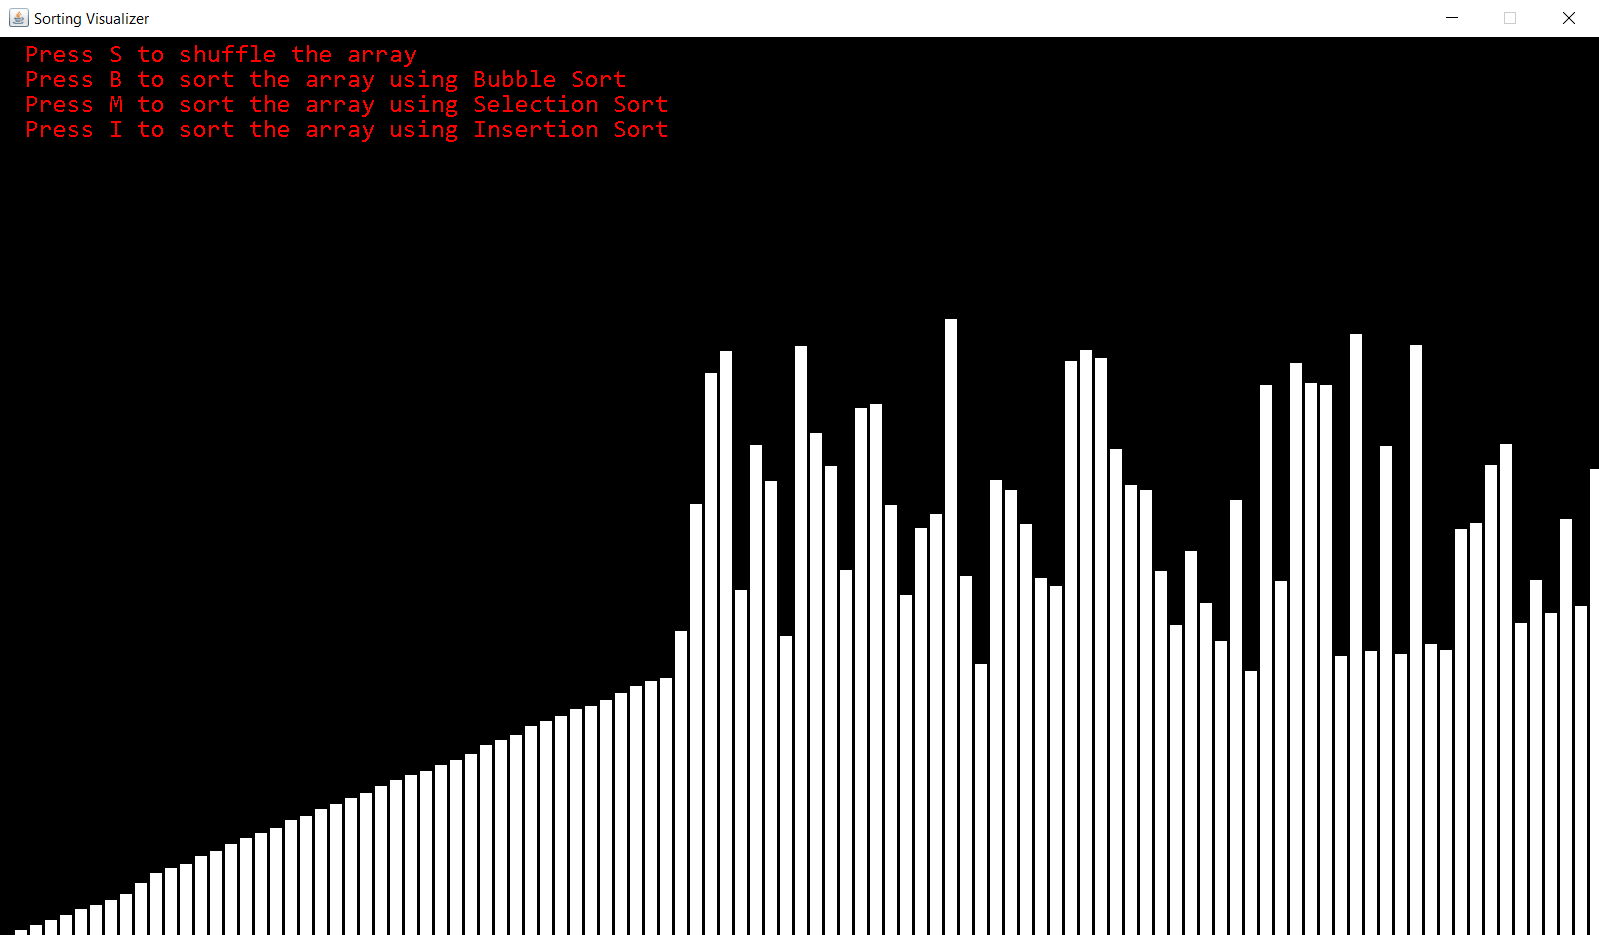 Sorting Visualizer
Press S to shuffle the array
Press B to sort the array using Bubble Sort
Press M to sort the array using Selection Sort
Press I to sort the array using Insertion Sort